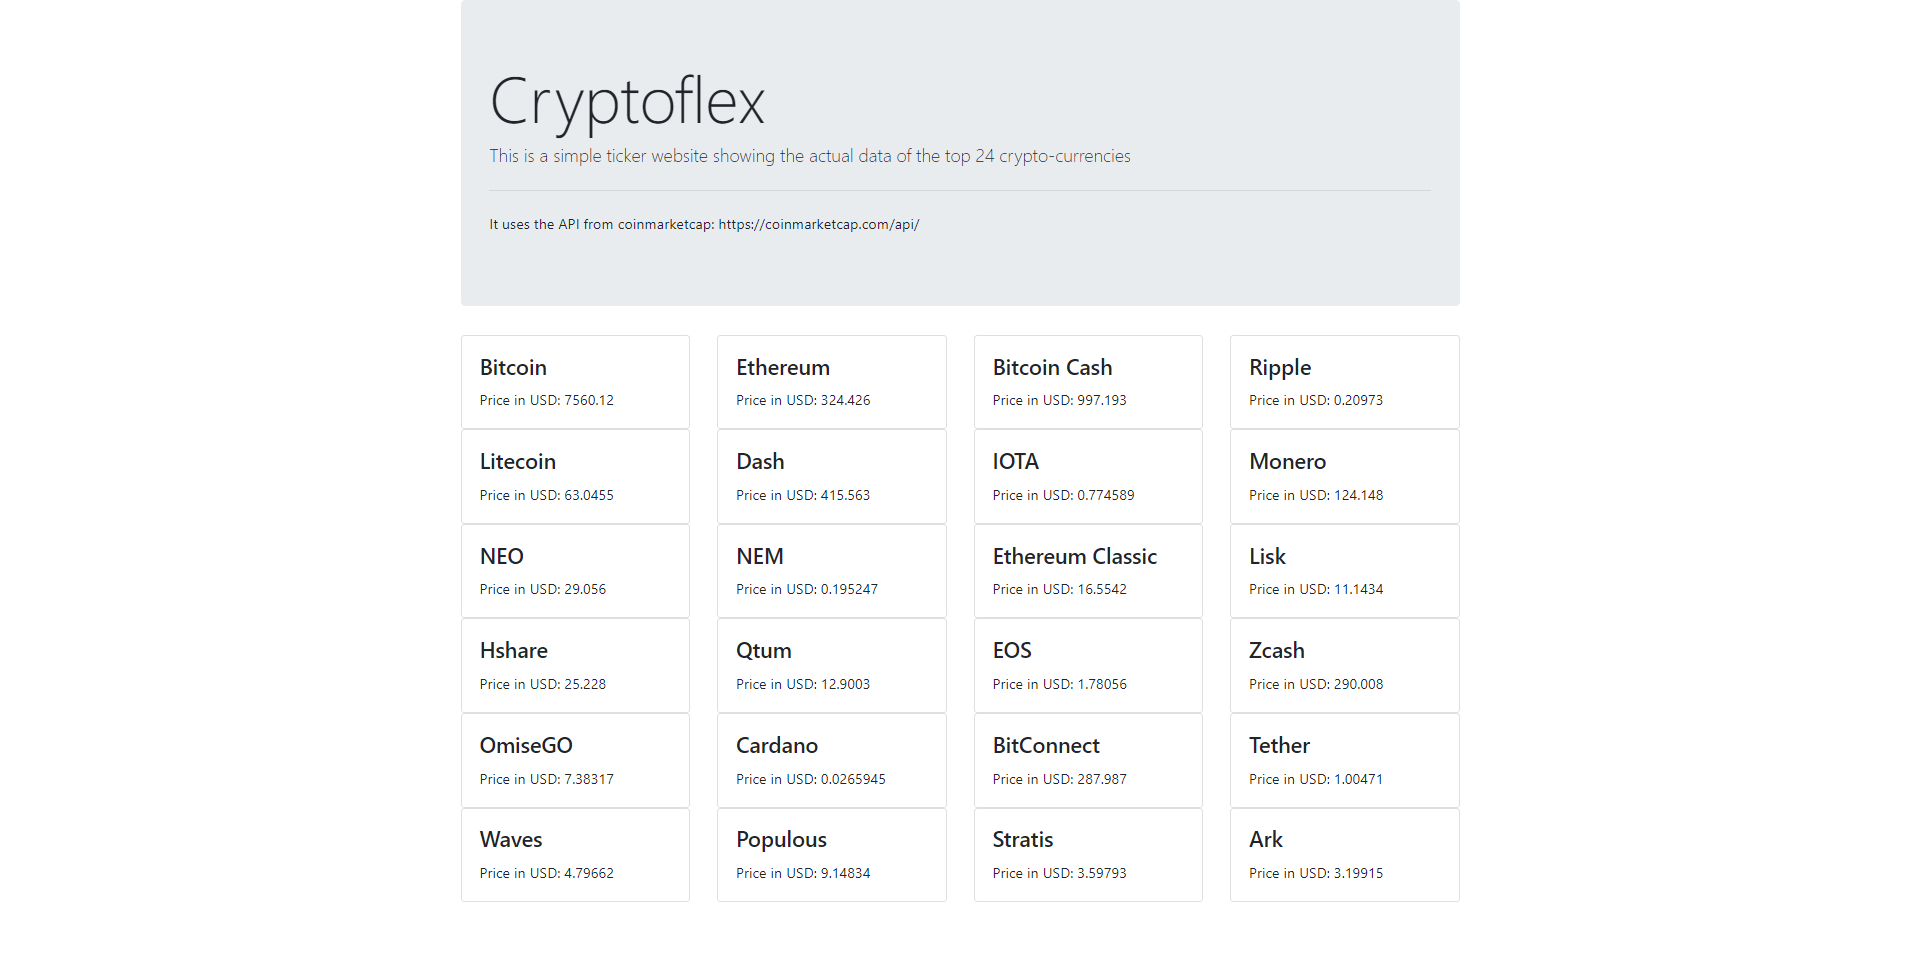 Cryptoflex
This is a simple ticker website showing the actual data of the top 24 crypto-currencies
It uses the API from coinmarketcap: https://coinmarketcap.com/api/
Bitcoin
Price in USD: 7560.12
Ethereum
Price in USD: 324.426
Bitcoin Cash
Price in USD: 997.193
Ripple
Price in USD: 0.20973
Litecoin
Price in USD: 63.0455
Dash
Price in USD: 415.563
IOTA
Price in USD: 0.774589
Monero
Price in USD: 124.148
NEO
Price in USD: 29.056
NEM
Price in USD: 0.195247
Ethereum Classic
Price in USD: 16.5542
Lisk
Price in USD: 11.1434
Hshare
Price in USD: 25.228
Qtum
Price in USD: 12.9003
EOS
Price in USD: 1.78056
Zcash
Price in USD: 290.008
OmiseGO
Price in USD: 7.38317
Cardano
Price in USD: 0.0265945
BitConnect
Price in USD: 287.987
Tether
Price in USD: 1.00471
Waves
Price in USD: 4.79662
Populous
Price in USD: 9.14834
Stratis
Price in USD: 3.59793
Ark
Price in USD: 3.19915